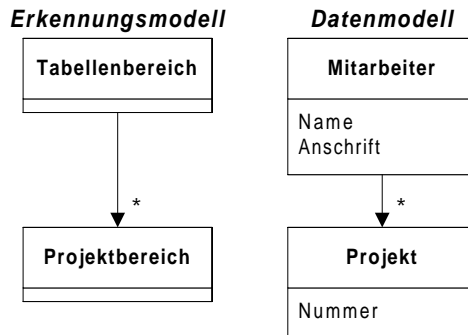 Erkennungsmodell
Tabellenbereich
*
Projektbereich
Datenmodell
Mitarbeiter
Name
Anschrift
*
Projekt
Nummer